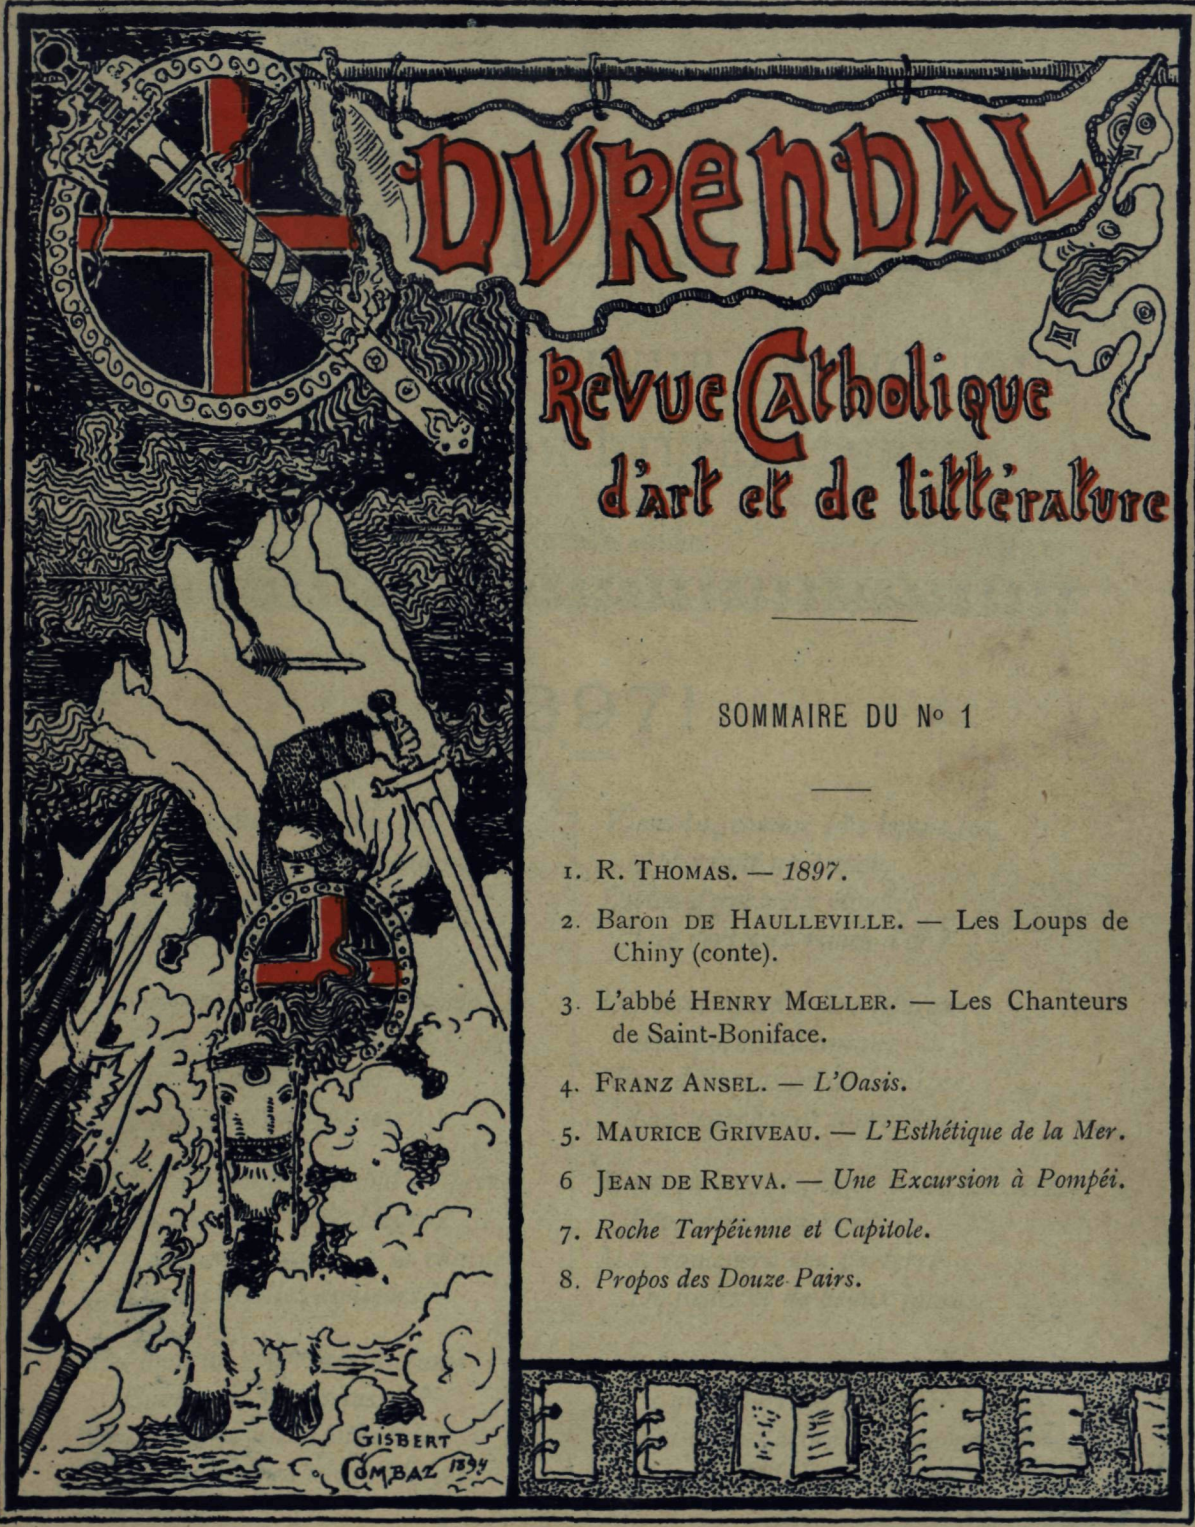 DURENDAL
Revue Catholique
d'art et de littérature
SOMMAIRE DU Nº 1
1. R. THOMAS. — 1897.
2. Baron DE HAULLEVILLE. — Les Loups de
Chiny (conte).
3. L'abbé HENRY MŒLLER. — Les Chanteurs
de Saint-Boniface.
4. FRANZ ANSEL. — L'Oasis.
5. MAURICE GRIVEAU. — L'Esthétique de la Mer.
6 JEAN DE REYVA. — Une Excursion à Pompéi.
7. Roche Tarpéienne et Capitole.
8. Propos des Douze Pairs.
GISBERT
COMBAZ 1894